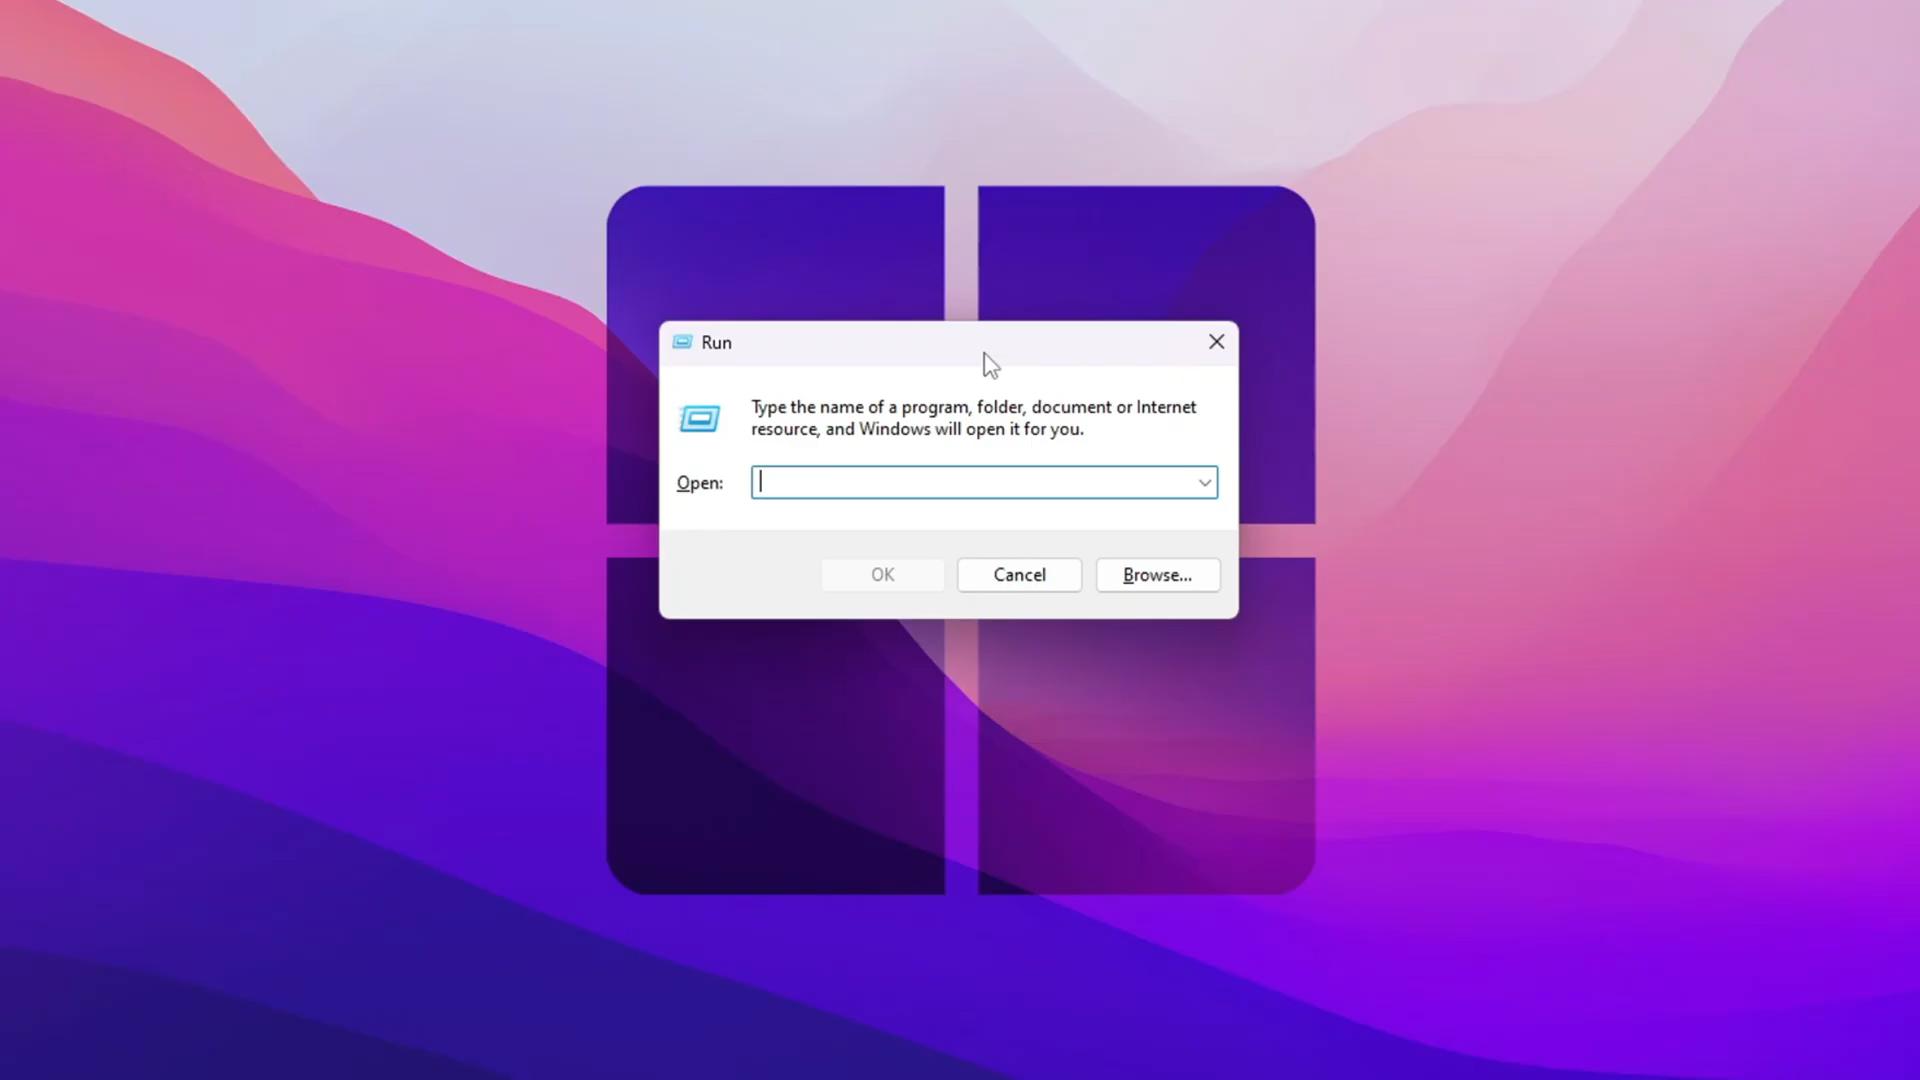 Run
Type the name of a program, folder, document or Internet
resource, and Windows will open it for you.
Open:
OK
Cancel
Browse...